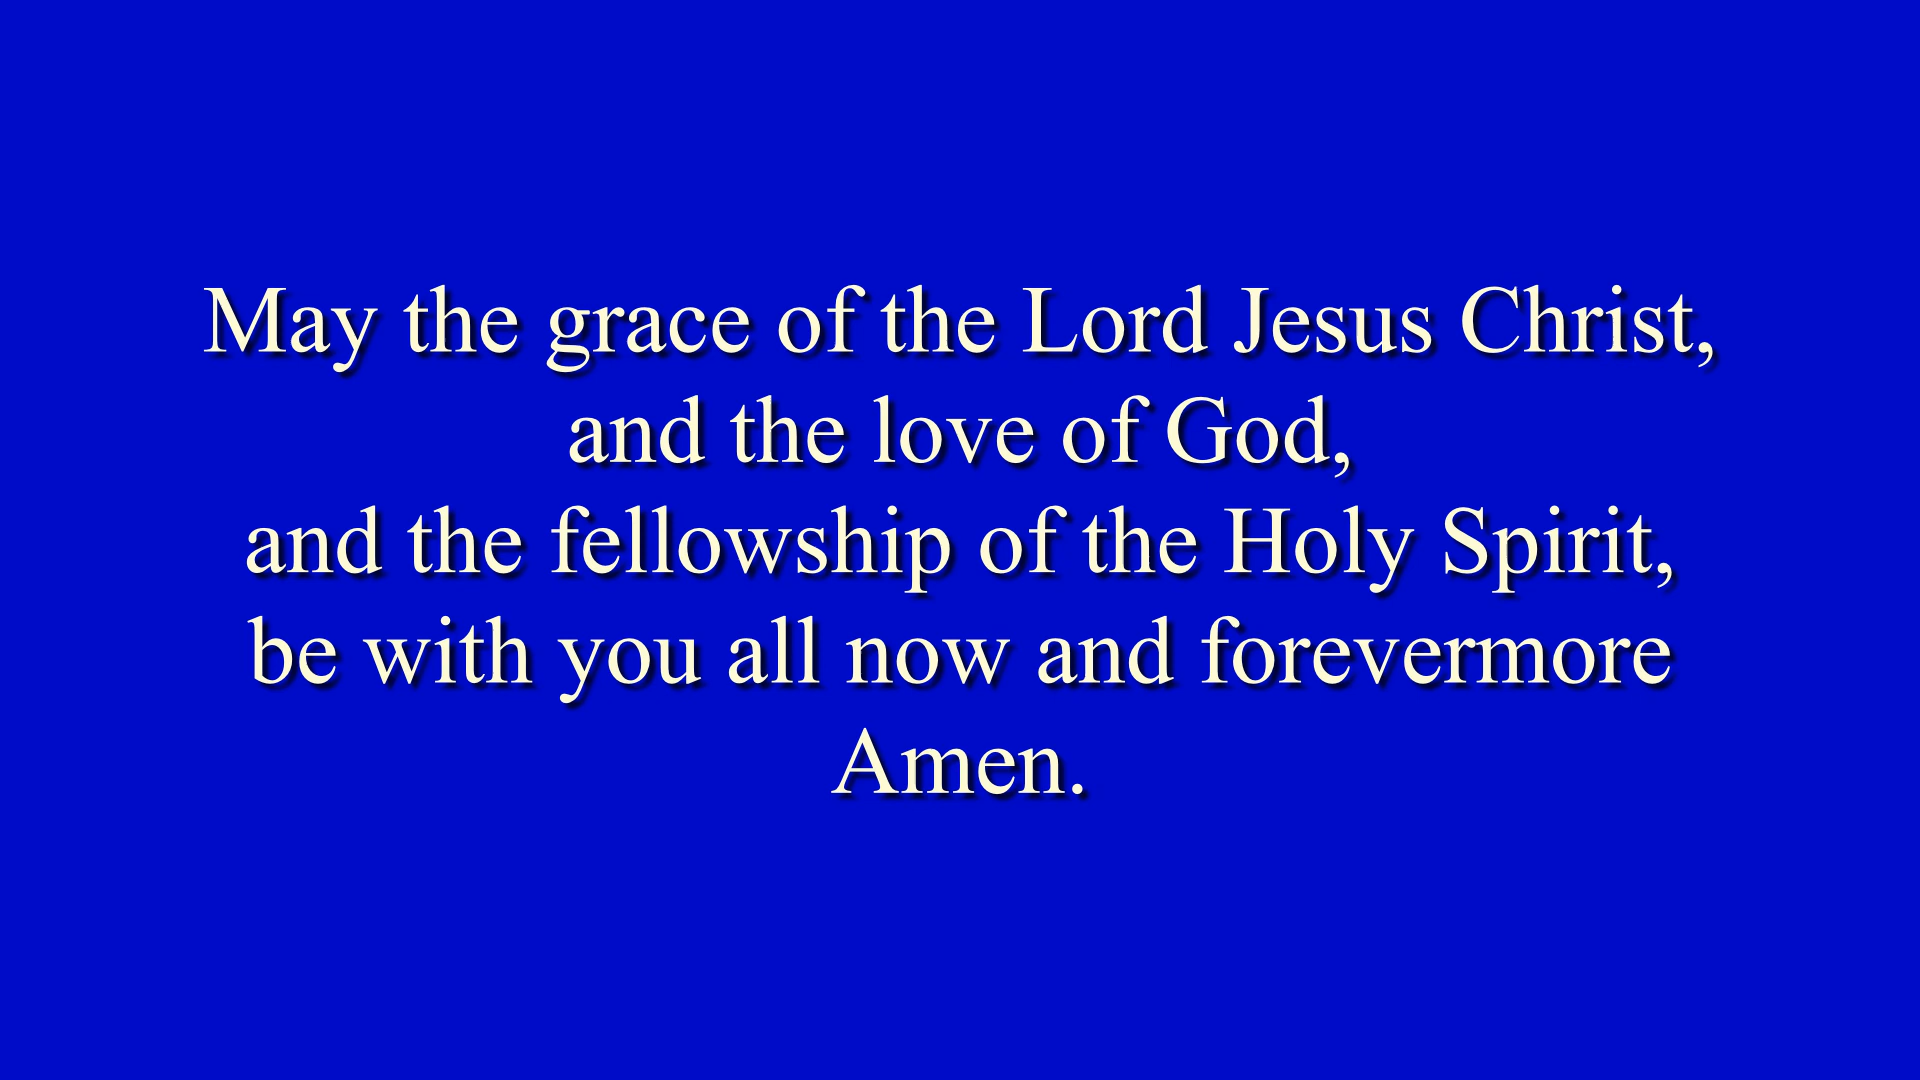 May the grace of the Lord Jesus Christ,
and the love of God,
and the fellowship of the Holy Spirit,
be with you all now and forevermore
Amen.